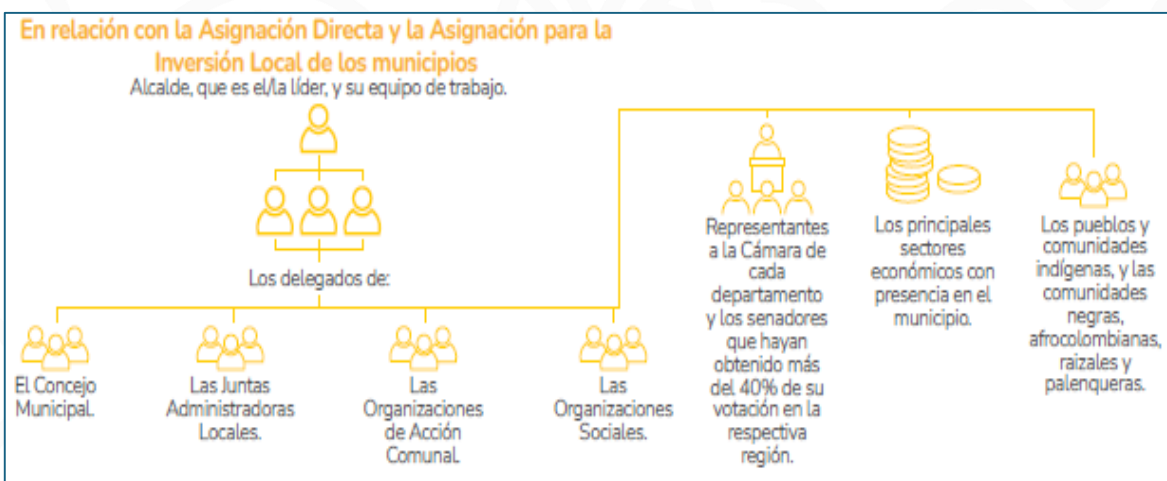 En relación con la Asignación Directa y la Asignación para la
Inversión Local de los municipios
Alcalde, que es el/la líder, y su equipo de trabajo.
Los delegados de:
El Concejo
Municipal.
Las Juntas
Administradoras
Locales.
Las
Organizaciones
de Acción
Comunal.
Las
Organizaciones
Sociales.
Representantes
a la Cámara de
cada
departamento
y los senadores
que hayan
obtenido más
del 40% de su
votación en la
respectiva
región.
Los principales
sectores
económicos con
presencia en el
municipio.
Los pueblos y
comunidades
indígenas, y las
comunidades
negras,
afrocolombianas,
raizales y
palenqueras.